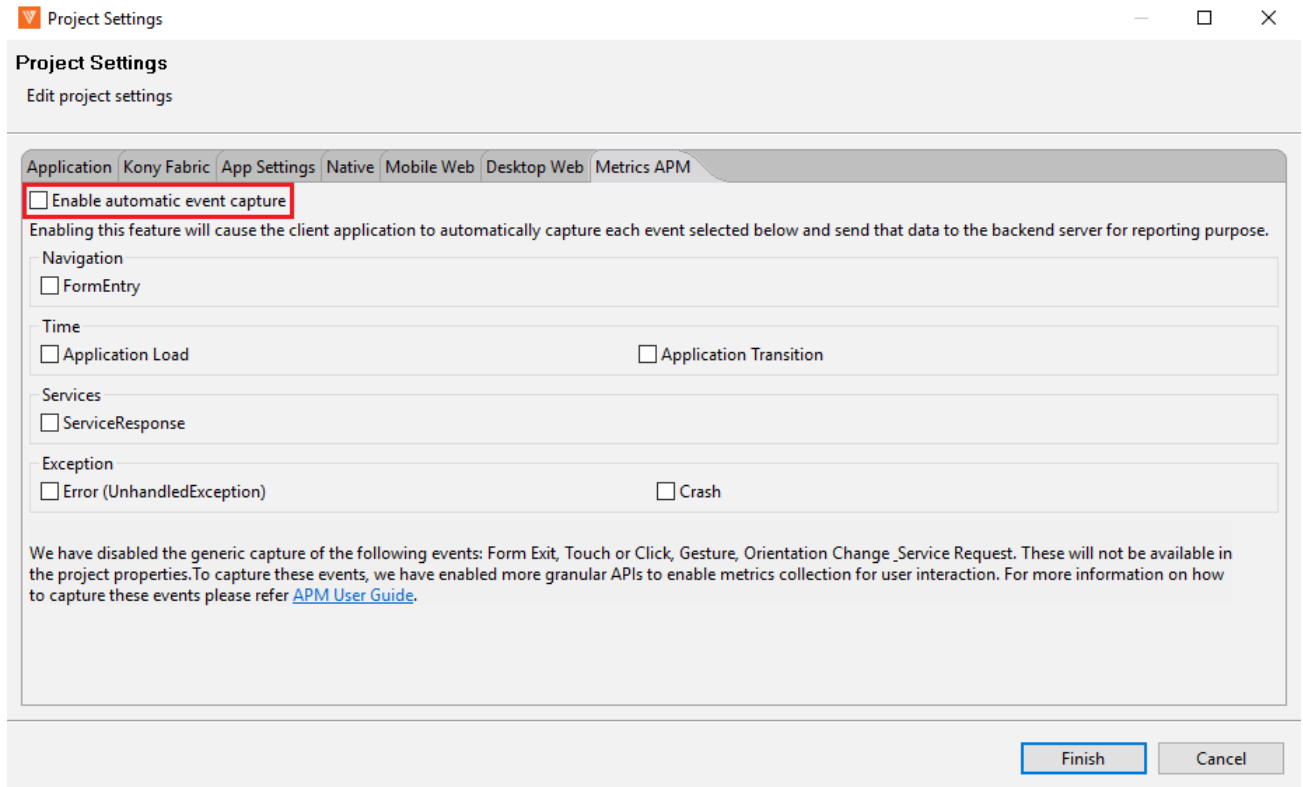 Project Settings
Project Settings
Edit project settings
Application Kony Fabric App Settings Native Mobile Web Desktop Web Metrics APM
Enable automatic event capture
Enabling this feature will cause the client application to automatically capture each event selected below and send that data to the backend server for reporting purpose.
Navigation
FormEntry
Time
Application Load Application Transition
Services
ServiceResponse
Exception
Error (UnhandledException) Crash
We have disabled the generic capture of the following events: Form Exit, Touch or Click, Gesture, Orientation Change ,Service Request. These will not be available in
the project properties.To capture these events, we have enabled more granular APIs to enable metrics collection for user interaction. For more information on how
to capture these events please refer APM User Guide.
Finish Cancel